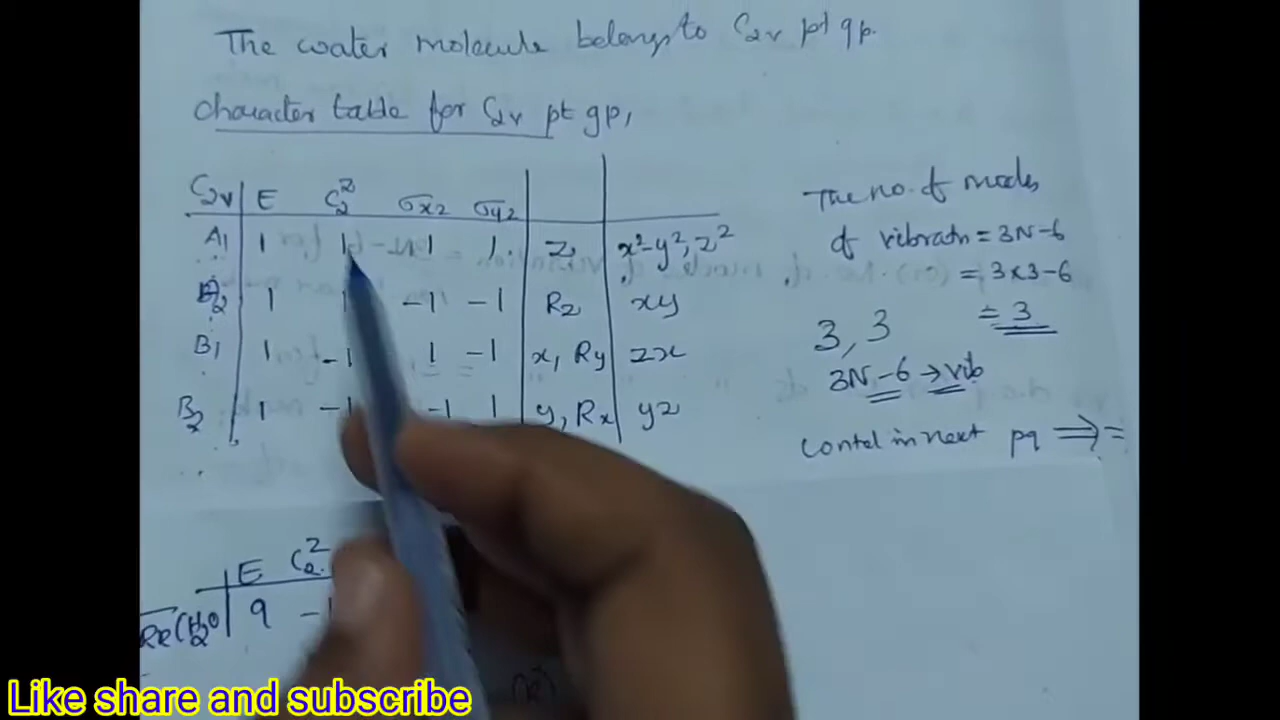 The water molecule belongs to C2v pt gp.
character table for C2v pt gp,
C2v E C2^z σxz σyz
A1 1 1 1 1. z x²-y², z²
A2 1 1 -1 -1 Rz xy
B1 1 -1 1 -1 x, Ry zx
B2 1 -1 -1 1 y, Rx yz
The no. of modes
of vibratn = 3N-6
= 3x3-6
= 3
3, 3
3N-6 → vib
contd in next pg ⇒ =
E C2^z
(H2O 9 -1
Like share and subscribe